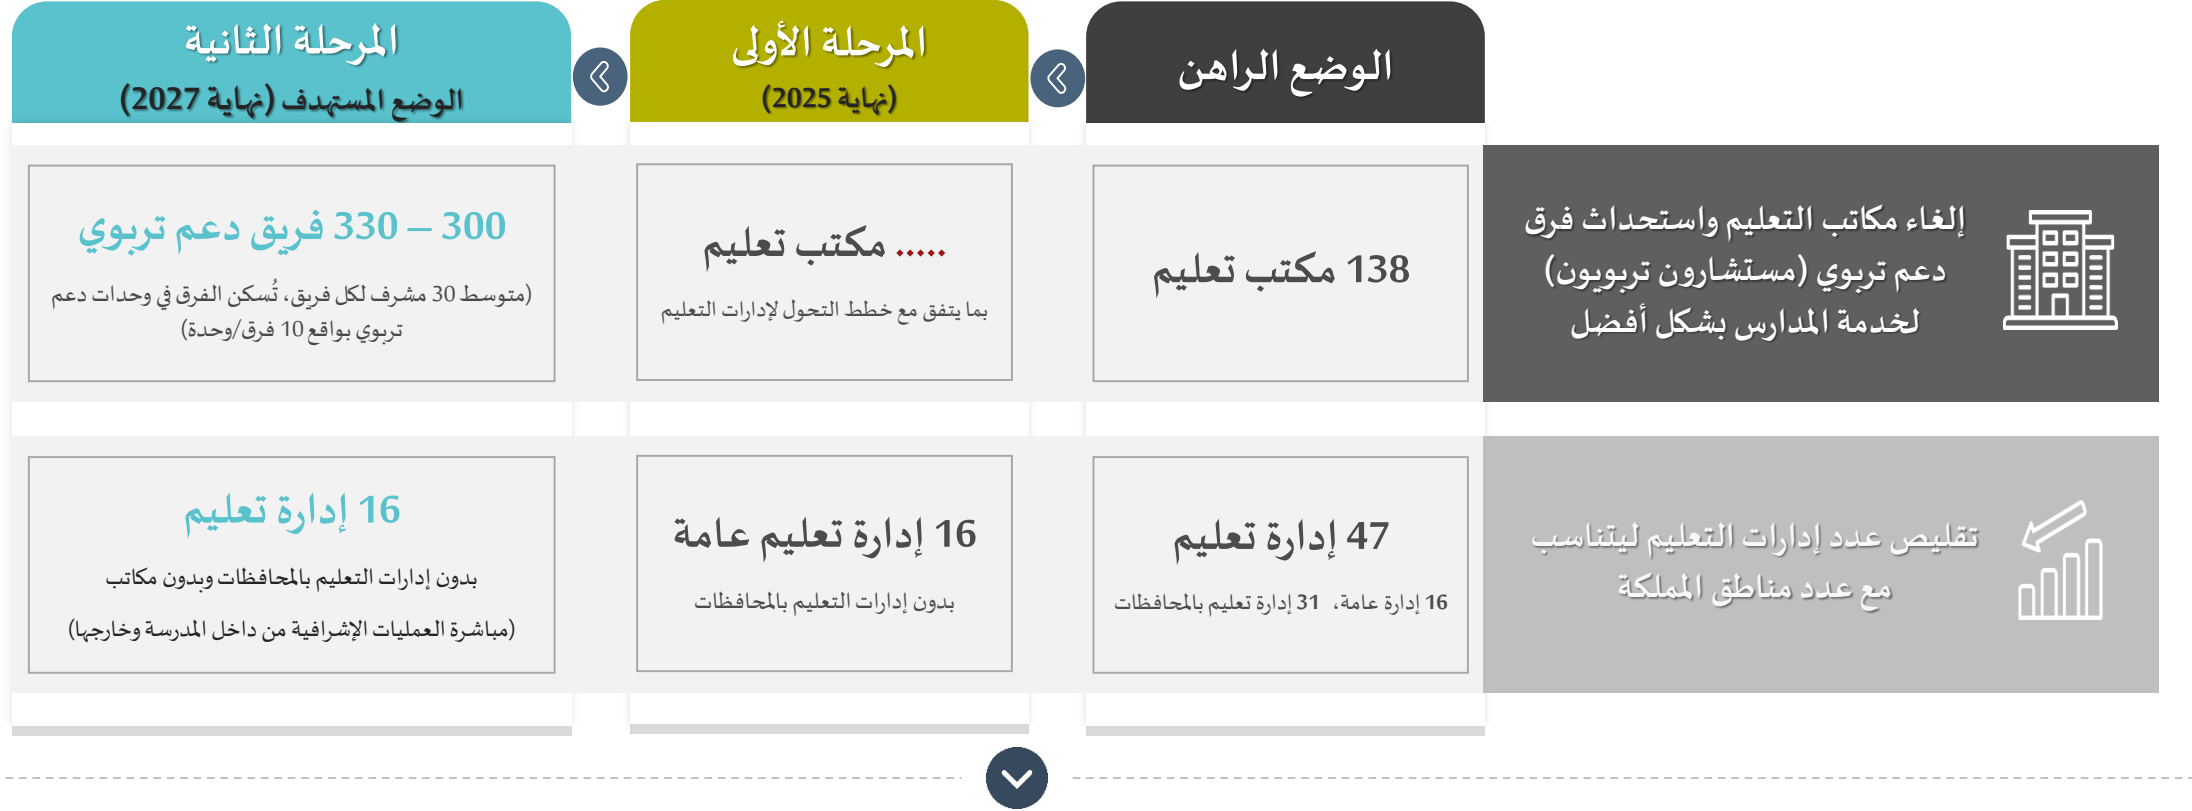 الوضع الراهن
المرحلة الأولى
(نهاية 2025)
المرحلة الثانية
الوضع المستهدف (نهاية 2027)
إلغاء مكاتب التعليم واستحداث فرق
دعم تربوي (مستشارون تربويون)
لخدمة المدارس بشكل أفضل
138 مكتب تعليم
..... مكتب تعليم
بما يتفق مع خطط التحول لإدارات التعليم
300 – 330 فريق دعم تربوي
(متوسط 30 مشرف لكل فريق، تُسكن الفرق في وحدات دعم
تربوي بواقع 10 فرق/وحدة)
تقليص عدد إدارات التعليم ليتناسب
مع عدد مناطق المملكة
47 إدارة تعليم
16 إدارة عامة، 31 إدارة تعليم بالمحافظات
16 إدارة تعليم عامة
بدون إدارات التعليم بالمحافظات
16 إدارة تعليم
بدون إدارات التعليم بالمحافظات وبدون مكاتب
(مباشرة العمليات الإشرافية من داخل المدرسة وخارجها)